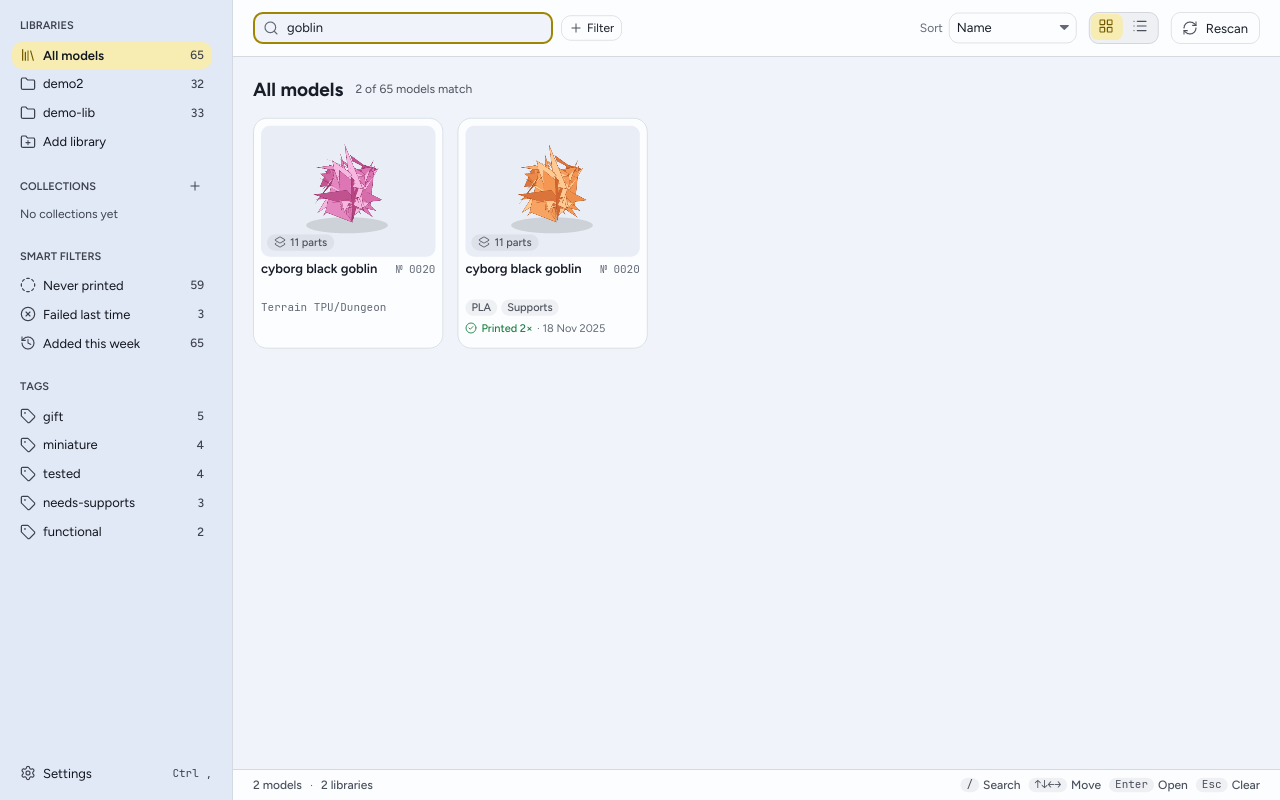 LIBRARIES
All models 65
demo2 32
demo-lib 33
Add library
COLLECTIONS
No collections yet
SMART FILTERS
Never printed 59
Failed last time 3
Added this week 65
TAGS
gift 5
miniature 4
tested 4
needs-supports 3
functional 2
Settings Ctrl ,
goblin
Filter
Sort Name
Rescan
All models 2 of 65 models match
11 parts
cyborg black goblin № 0020
Terrain TPU/Dungeon
11 parts
cyborg black goblin № 0020
PLA Supports
Printed 2× · 18 Nov 2025
2 models · 2 libraries
/ Search ↑↓←→ Move Enter Open Esc Clear